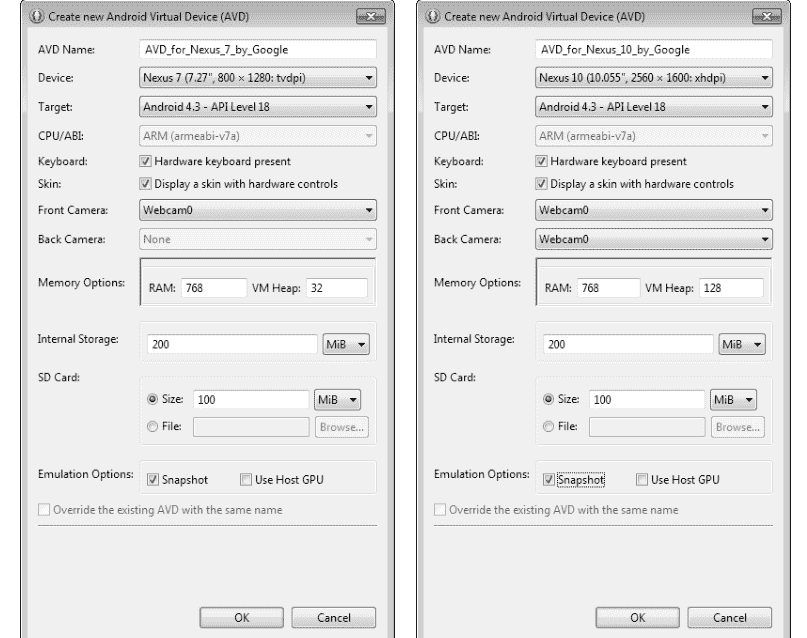 Create new Android Virtual Device (AVD)
AVD Name: AVD_for_Nexus_7_by_Google
Device: Nexus 7 (7.27", 800 × 1280: tvdpi)
Target: Android 4.3 - API Level 18
CPU/ABI: ARM (armeabi-v7a)
Keyboard: Hardware keyboard present
Skin: Display a skin with hardware controls
Front Camera: Webcam0
Back Camera: None
Memory Options: RAM: 768 VM Heap: 32
Internal Storage: 200 MiB
SD Card:
Size: 100 MiB
File: Browse...
Emulation Options: Snapshot Use Host GPU
Override the existing AVD with the same name
OK Cancel
Create new Android Virtual Device (AVD)
AVD Name: AVD_for_Nexus_10_by_Google
Device: Nexus 10 (10.055", 2560 × 1600: xhdpi)
Target: Android 4.3 - API Level 18
CPU/ABI: ARM (armeabi-v7a)
Keyboard: Hardware keyboard present
Skin: Display a skin with hardware controls
Front Camera: Webcam0
Back Camera: Webcam0
Memory Options: RAM: 768 VM Heap: 128
Internal Storage: 200 MiB
SD Card:
Size: 100 MiB
File: Browse...
Emulation Options: Snapshot Use Host GPU
Override the existing AVD with the same name
OK Cancel